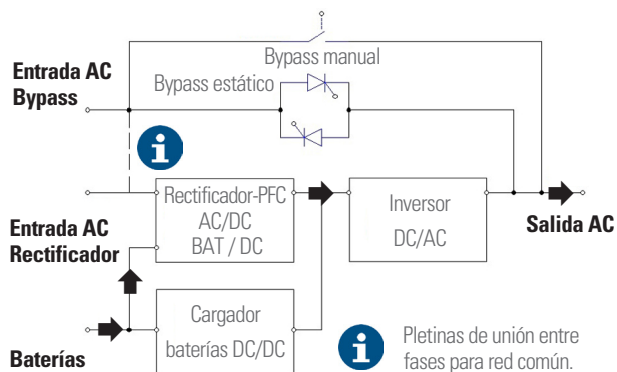 Bypass manual
Entrada AC
Bypass
Bypass estático
Rectificador-PFC
AC/DC
BAT / DC
Inversor
DC/AC
Salida AC
Entrada AC
Rectificador
Cargador
baterías DC/DC
Baterías
Pletinas de unión entre
fases para red común.